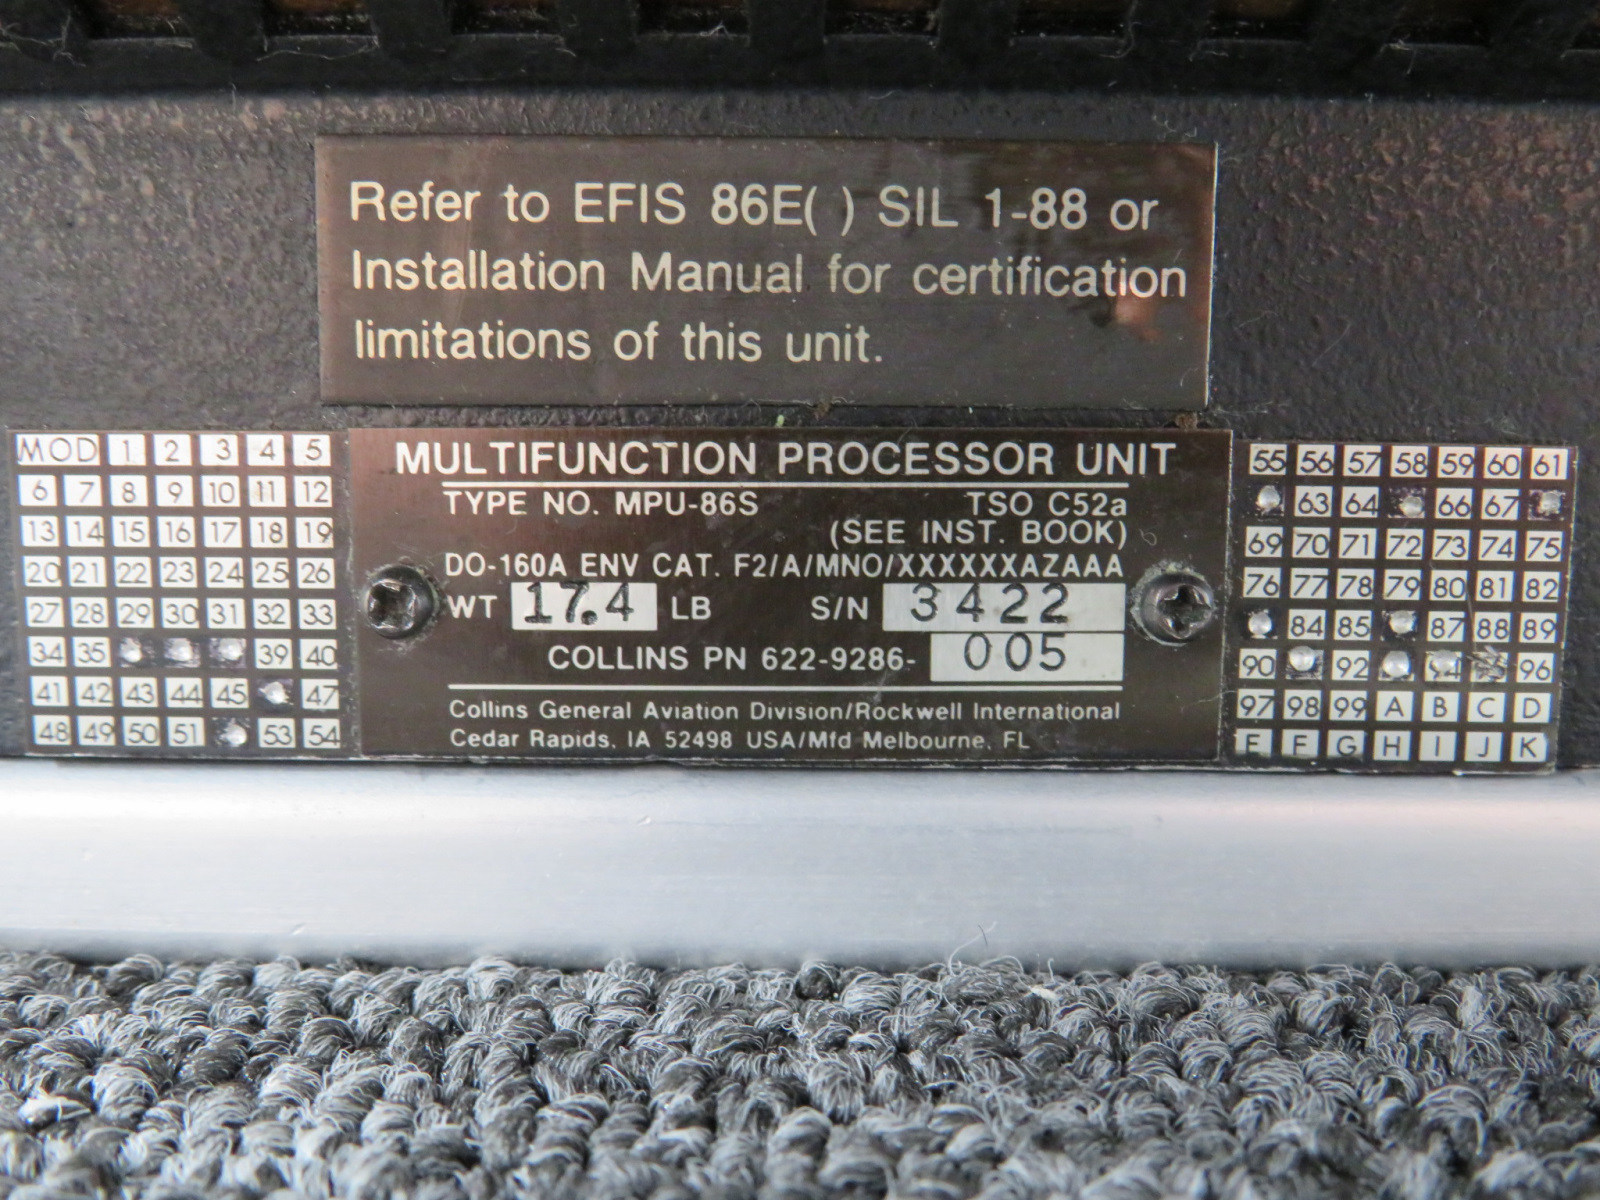 Refer to EFIS 86E( ) SIL 1-88 or
Installation Manual for certification
limitations of this unit.
MOD 1 2 3 4 5
6 7 8 9 10 11 12
13 14 15 16 17 18 19
20 21 22 23 24 25 26
27 28 29 30 31 32 33
34 35 39 40
41 42 43 44 45 47
48 49 50 51 53 54
MULTIFUNCTION PROCESSOR UNIT
TYPE NO. MPU-86S TSO C52a
(SEE INST. BOOK)
DO-160A ENV CAT. F2/A/MNO/XXXXXXAZAAA
WT 17.4 LB S/N 3422
COLLINS PN 622-9286-005
Collins General Aviation Division/Rockwell International
Cedar Rapids, IA 52498 USA/Mfd Melbourne, FL
55 56 57 58 59 60 61
63 64 66 67
69 70 71 72 73 74 75
76 77 78 79 80 81 82
84 85 87 88 89
90 92 94 96
97 98 99 A B C D
E F G H I J K